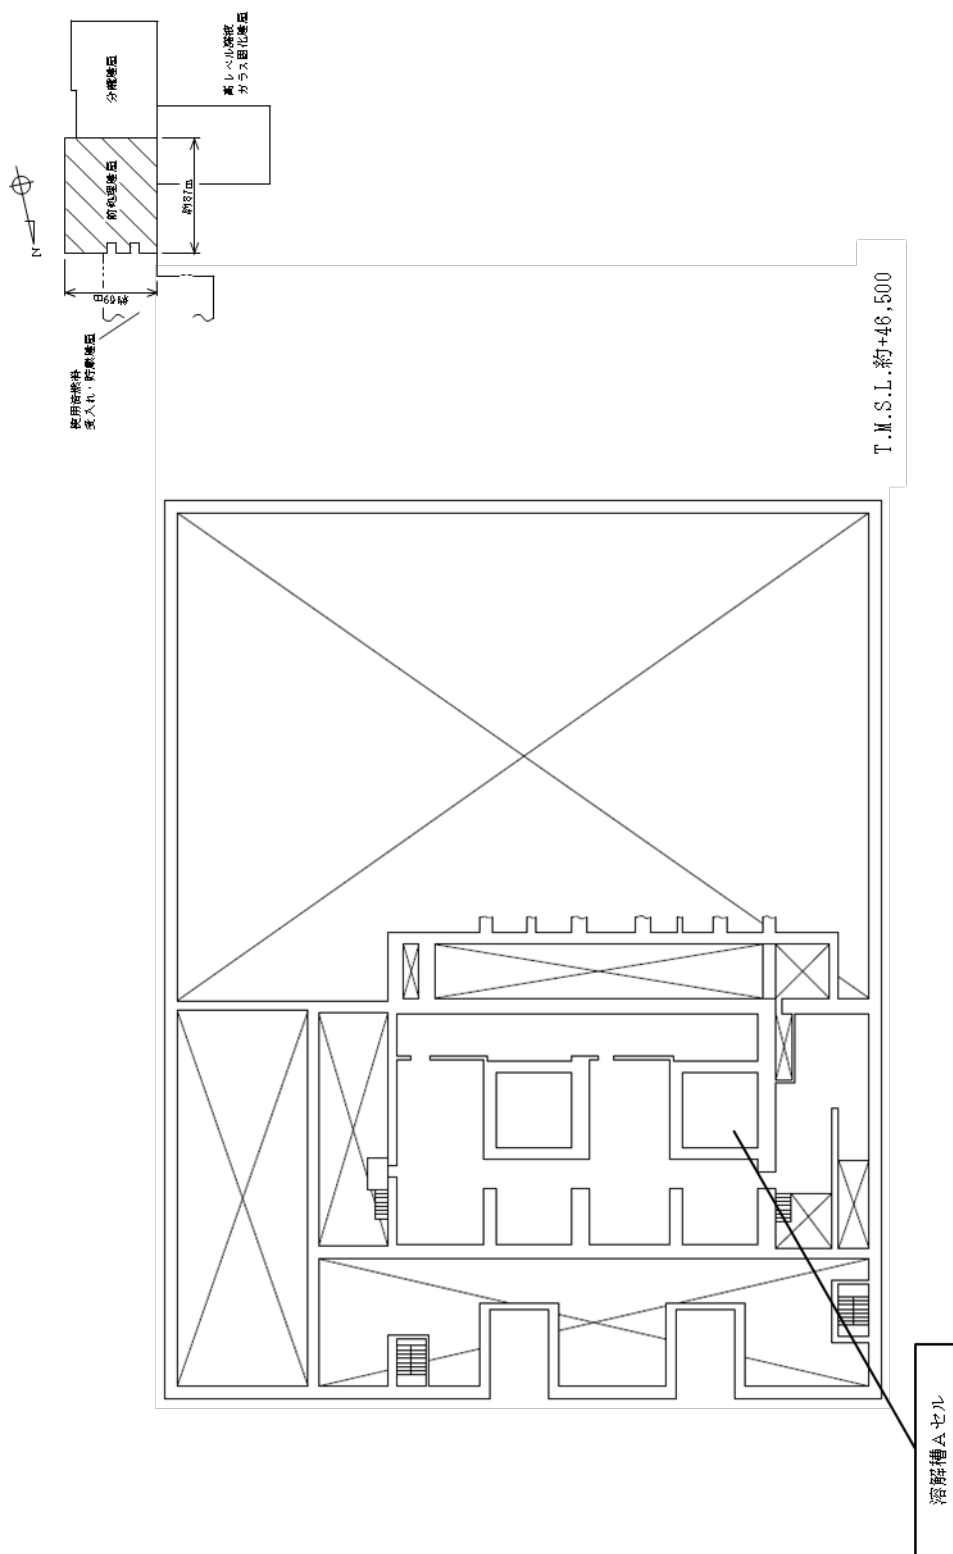 分離建屋
高レベル廃液
ガラス固化建屋
前処理建屋
約87m
約69m
N
使用済燃料
受入れ・貯蔵建屋
T.M.S.L.約+46,500
溶解槽Aセル